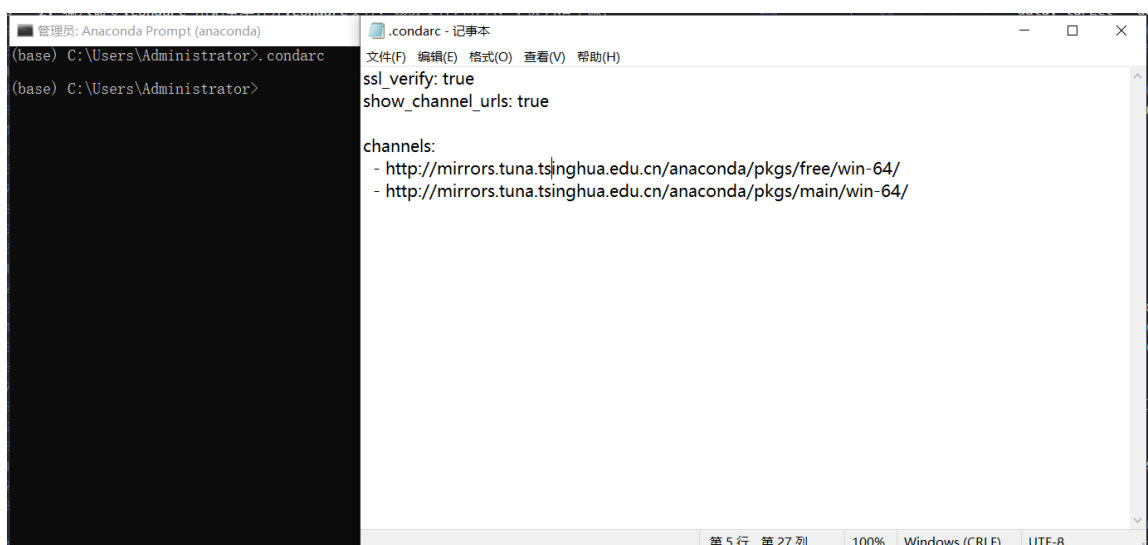 管理员: Anaconda Prompt (anaconda)
(base) C:\Users\Administrator>.condarc
(base) C:\Users\Administrator>
.condarc - 记事本
文件(F) 编辑(E) 格式(O) 查看(V) 帮助(H)
ssl_verify: true
show_channel_urls: true
channels:
- http://mirrors.tuna.tsinghua.edu.cn/anaconda/pkgs/free/win-64/
- http://mirrors.tuna.tsinghua.edu.cn/anaconda/pkgs/main/win-64/
第 5 行, 第 27 列 100% Windows (CRLF) UTF-8